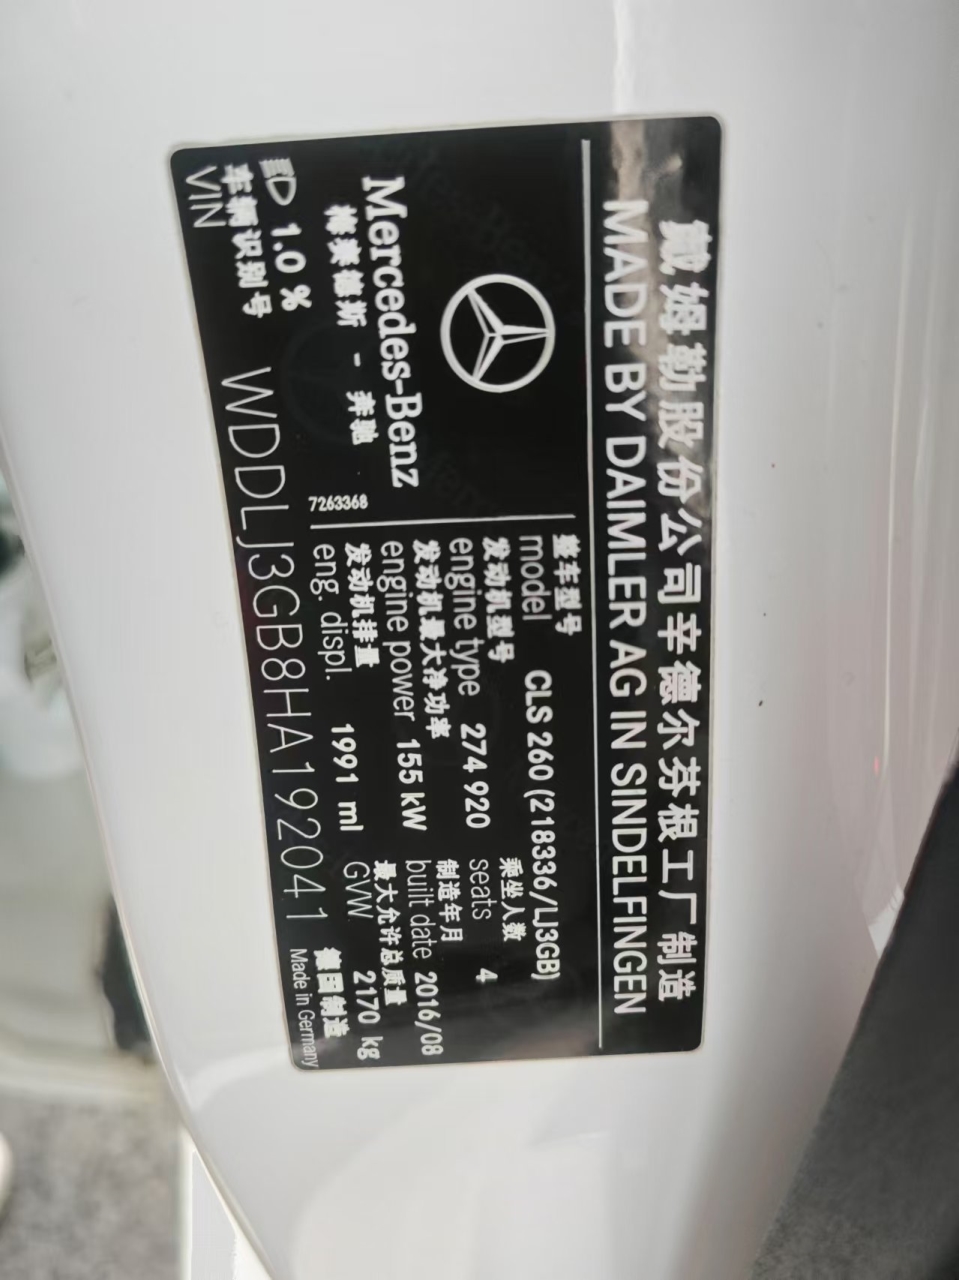 戴姆勒股份公司辛德尔芬根工厂制造
MADE BY DAIMLER AG IN SINDELFINGEN
Mercedes-Benz
梅赛德斯 - 奔驰
7263368
整车型号
model CLS 260 (218336/LJ3GB)
发动机型号
engine type 274 920
发动机最大净功率
engine power 155 kW
发动机排量
eng. displ. 1991 ml
乘坐人数
seats 4
制造年月
built date 2016/08
最大允许总质量
GVW 2170 kg
1.0 %
车辆识别号
VIN WDDLJ3GB8HA192041
德国制造
Made in Germany